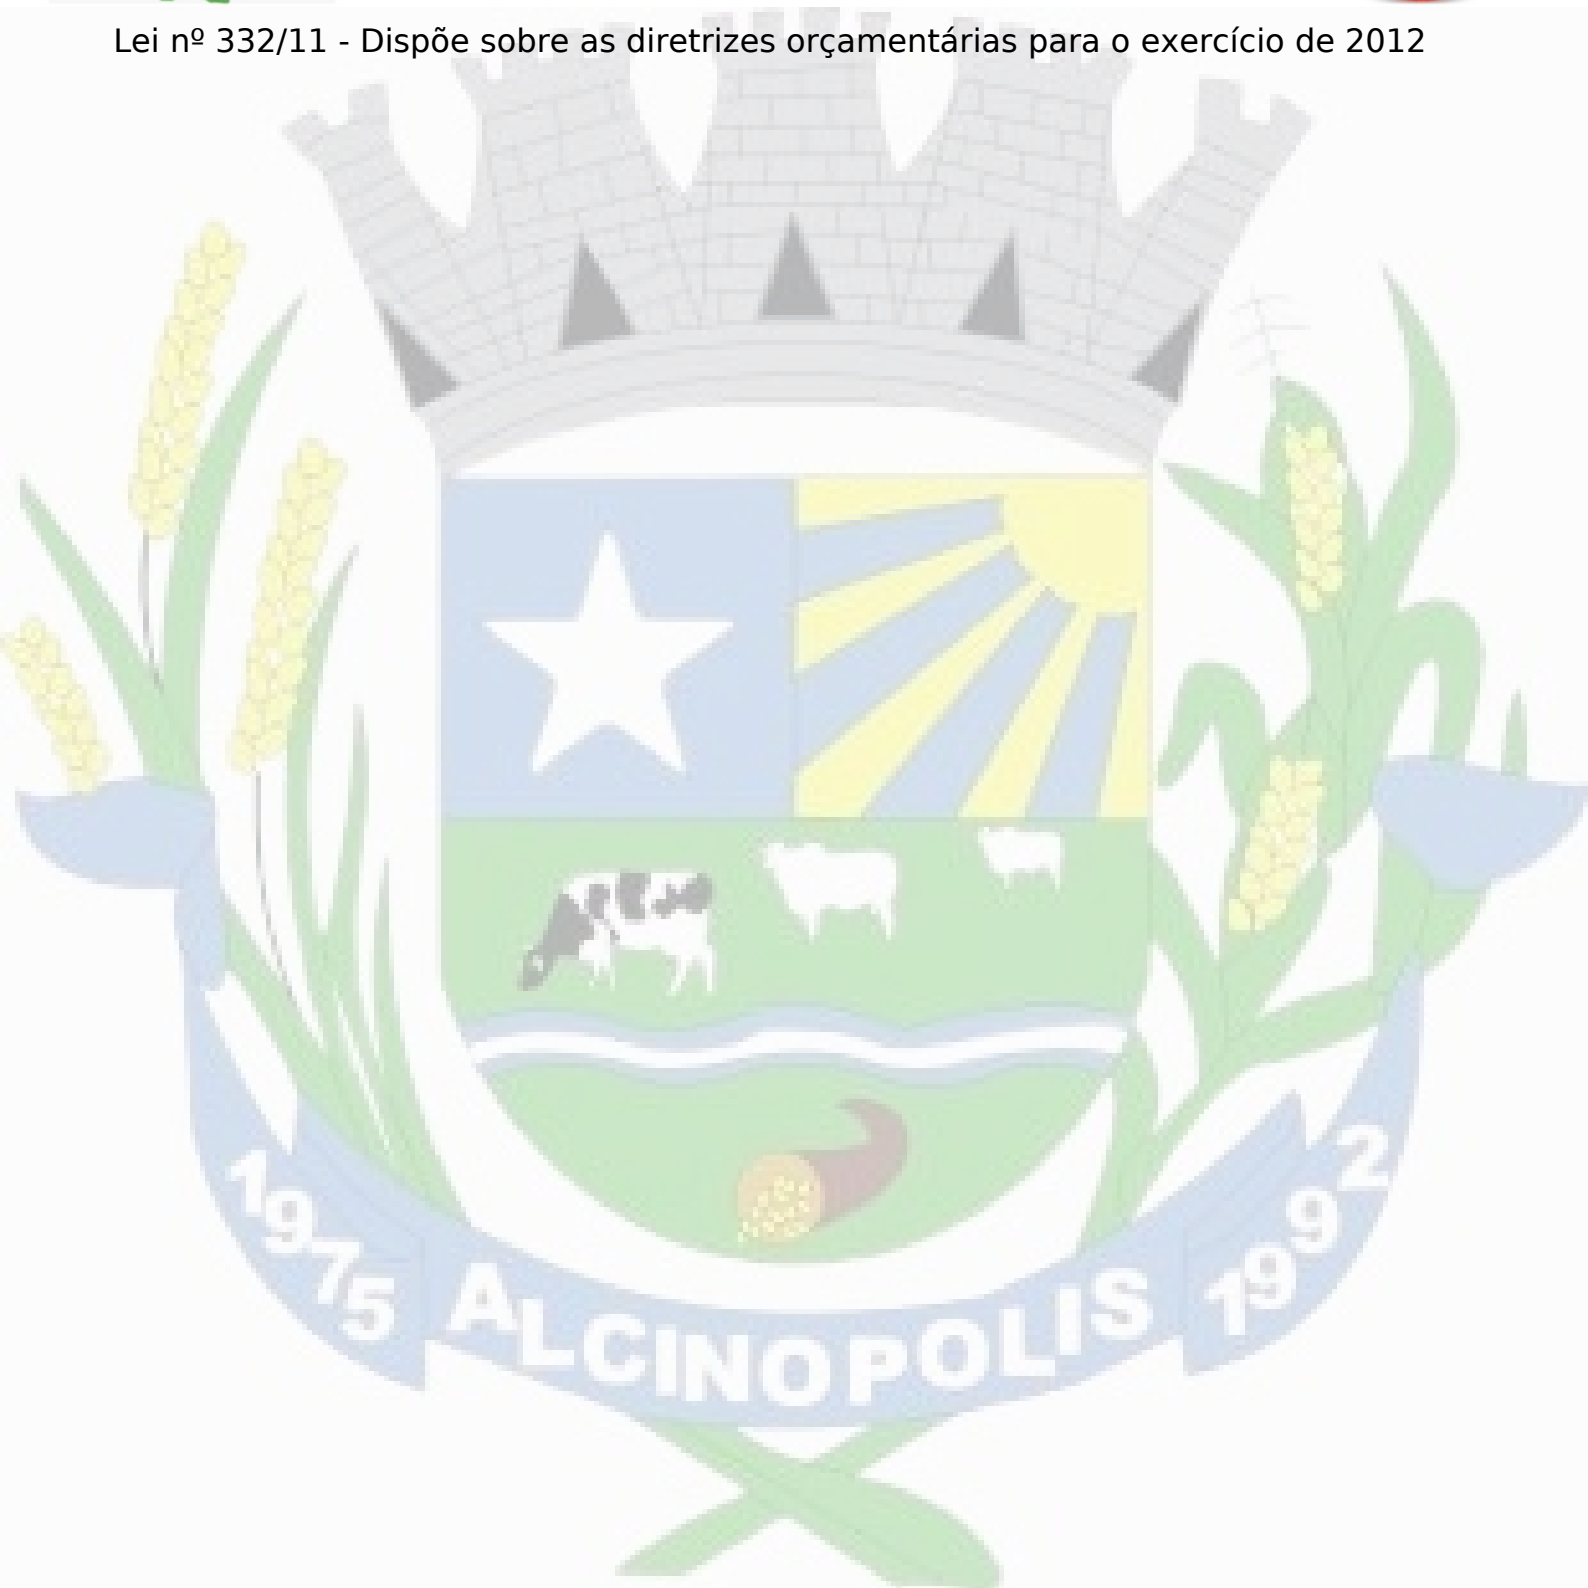 Lei nº 332/11 - Dispõe sobre as diretrizes orçamentárias para o exercício de 2012
1975 ALCINOPOLIS 1992